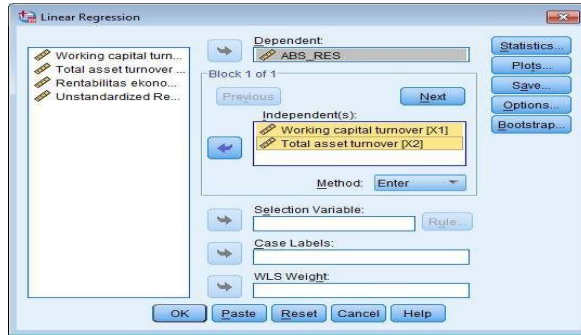 Linear Regression
Working capital turn...
Total asset turnover ...
Rentabilitas ekono...
Unstandardized Re...
Dependent:
ABS_RES
Block 1 of 1
Previous
Next
Independent(s):
Working capital turnover [X1]
Total asset turnover [X2]
Method: Enter
Selection Variable:
Rule...
Case Labels:
WLS Weight:
Statistics...
Plots...
Save...
Options...
Bootstrap...
OK Paste Reset Cancel Help